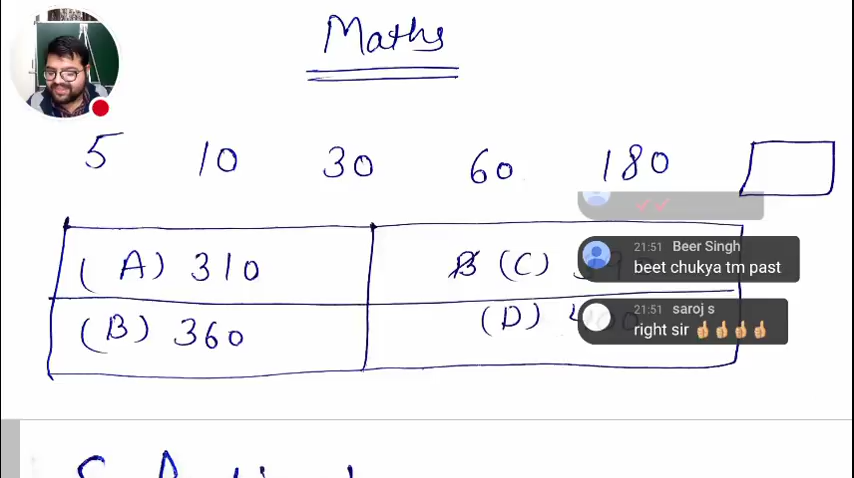 Maths
5 10 30 60 180
21:51 Beer Singh
beet chukya tm past
(A) 310 (C)
21:51 saroj s
right sir 👍👍👍👍
(B) 360 (D)